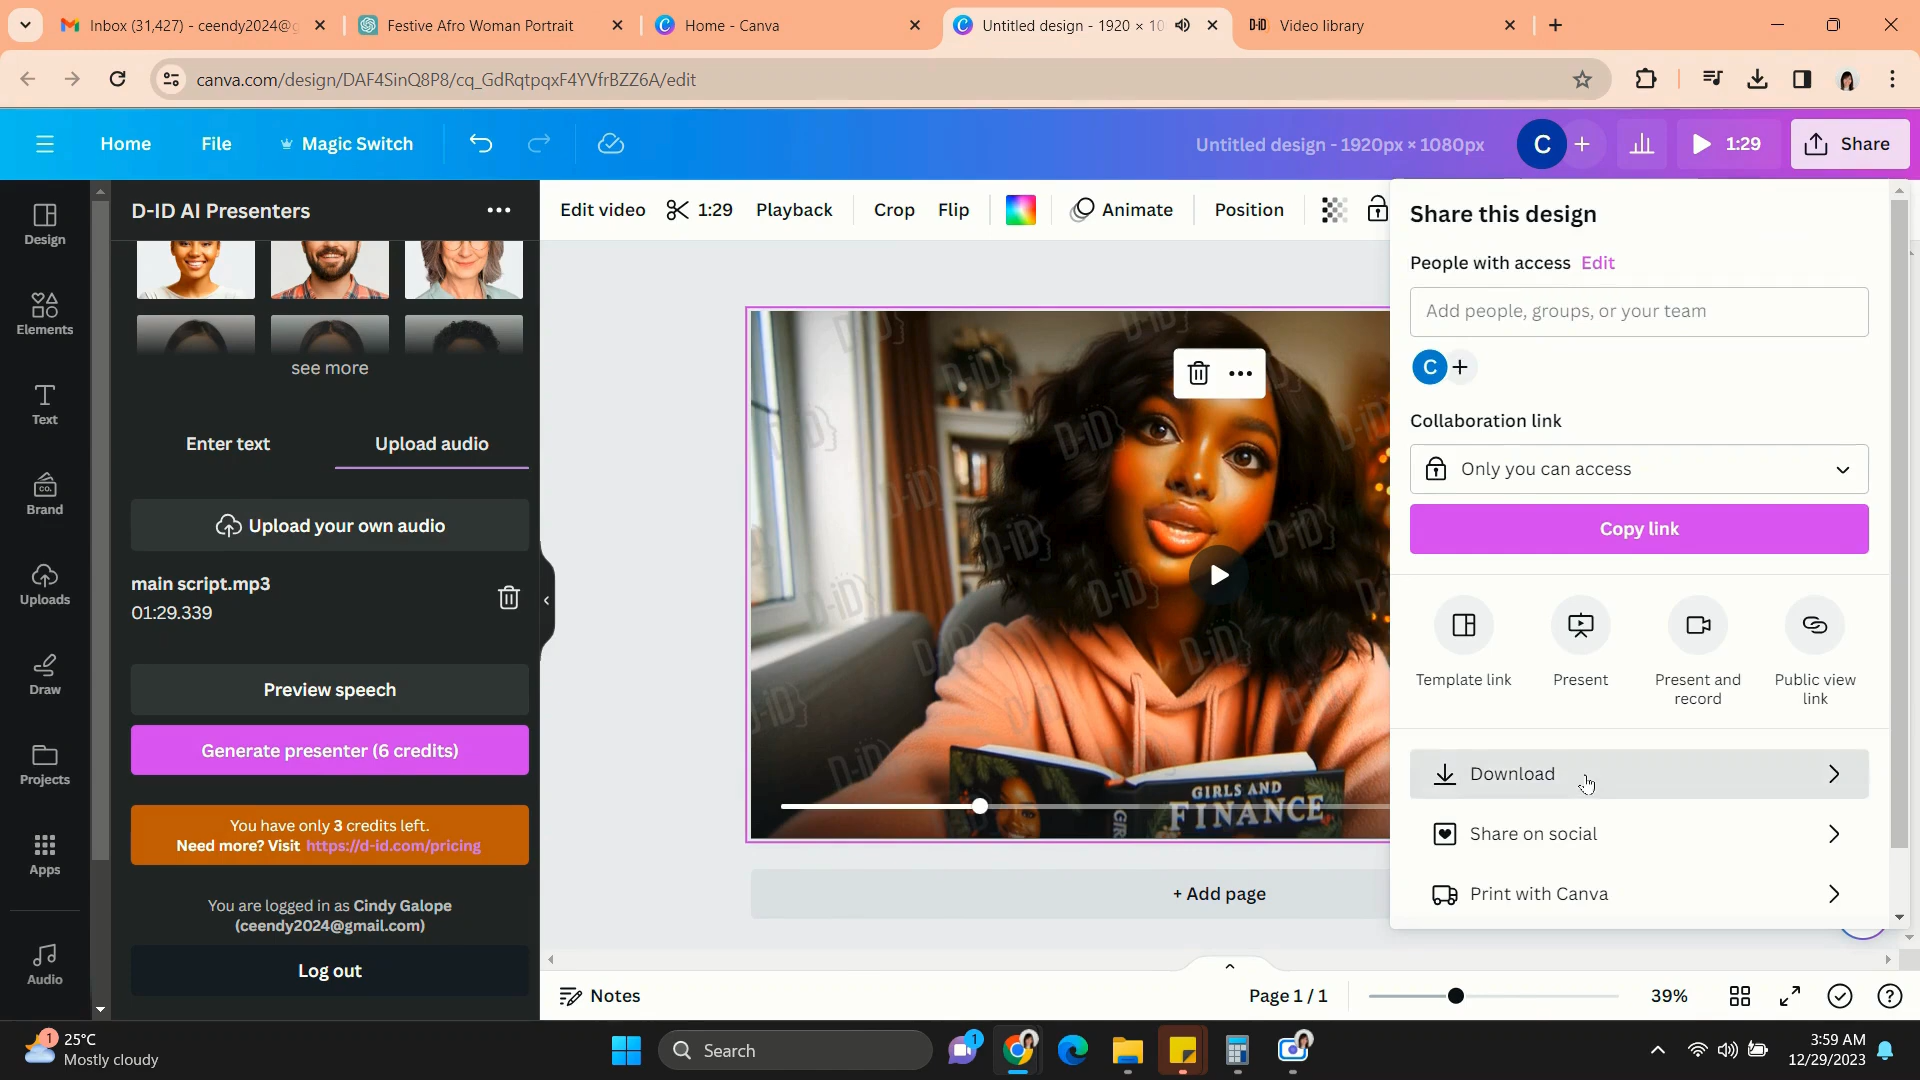 Inbox (31,427) - ceendy2024@g
Festive Afro Woman Portrait
Home - Canva
Untitled design - 1920 × 10
D-iD Video library
canva.com/design/DAF4SinQ8P8/cq_GdRqtpqxF4YVfrBZZ6A/edit
Home
File
Magic Switch
Untitled design - 1920px × 1080px
C
1:29
Share
Design
Elements
Text
Brand
Uploads
Draw
Projects
Apps
Audio
D-ID AI Presenters
see more
Enter text
Upload audio
Upload your own audio
main script.mp3
01:29.339
Preview speech
Generate presenter (6 credits)
You have only 3 credits left.
Need more? Visit https://d-id.com/pricing
You are logged in as Cindy Galope
(ceendy2024@gmail.com)
Log out
Edit video
1:29
Playback
Crop
Flip
Animate
Position
D-iD
GIRLS AND
FINANCE
+ Add page
Share this design
People with access Edit
Add people, groups, or your team
C
Collaboration link
Only you can access
Copy link
Template link
Present
Present and
record
Public view
link
Download
Share on social
Print with Canva
Notes
Page 1 / 1
39%
1
25°C
Mostly cloudy
Search
1
3:59 AM
12/29/2023